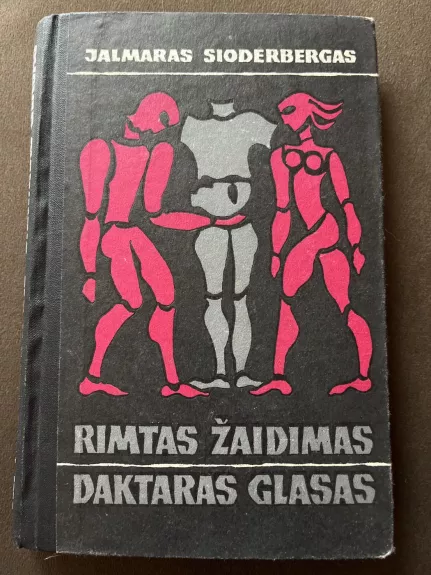 JALMARAS SIODERBERGAS
RIMTAS ŽAIDIMAS
DAKTARAS GLASAS